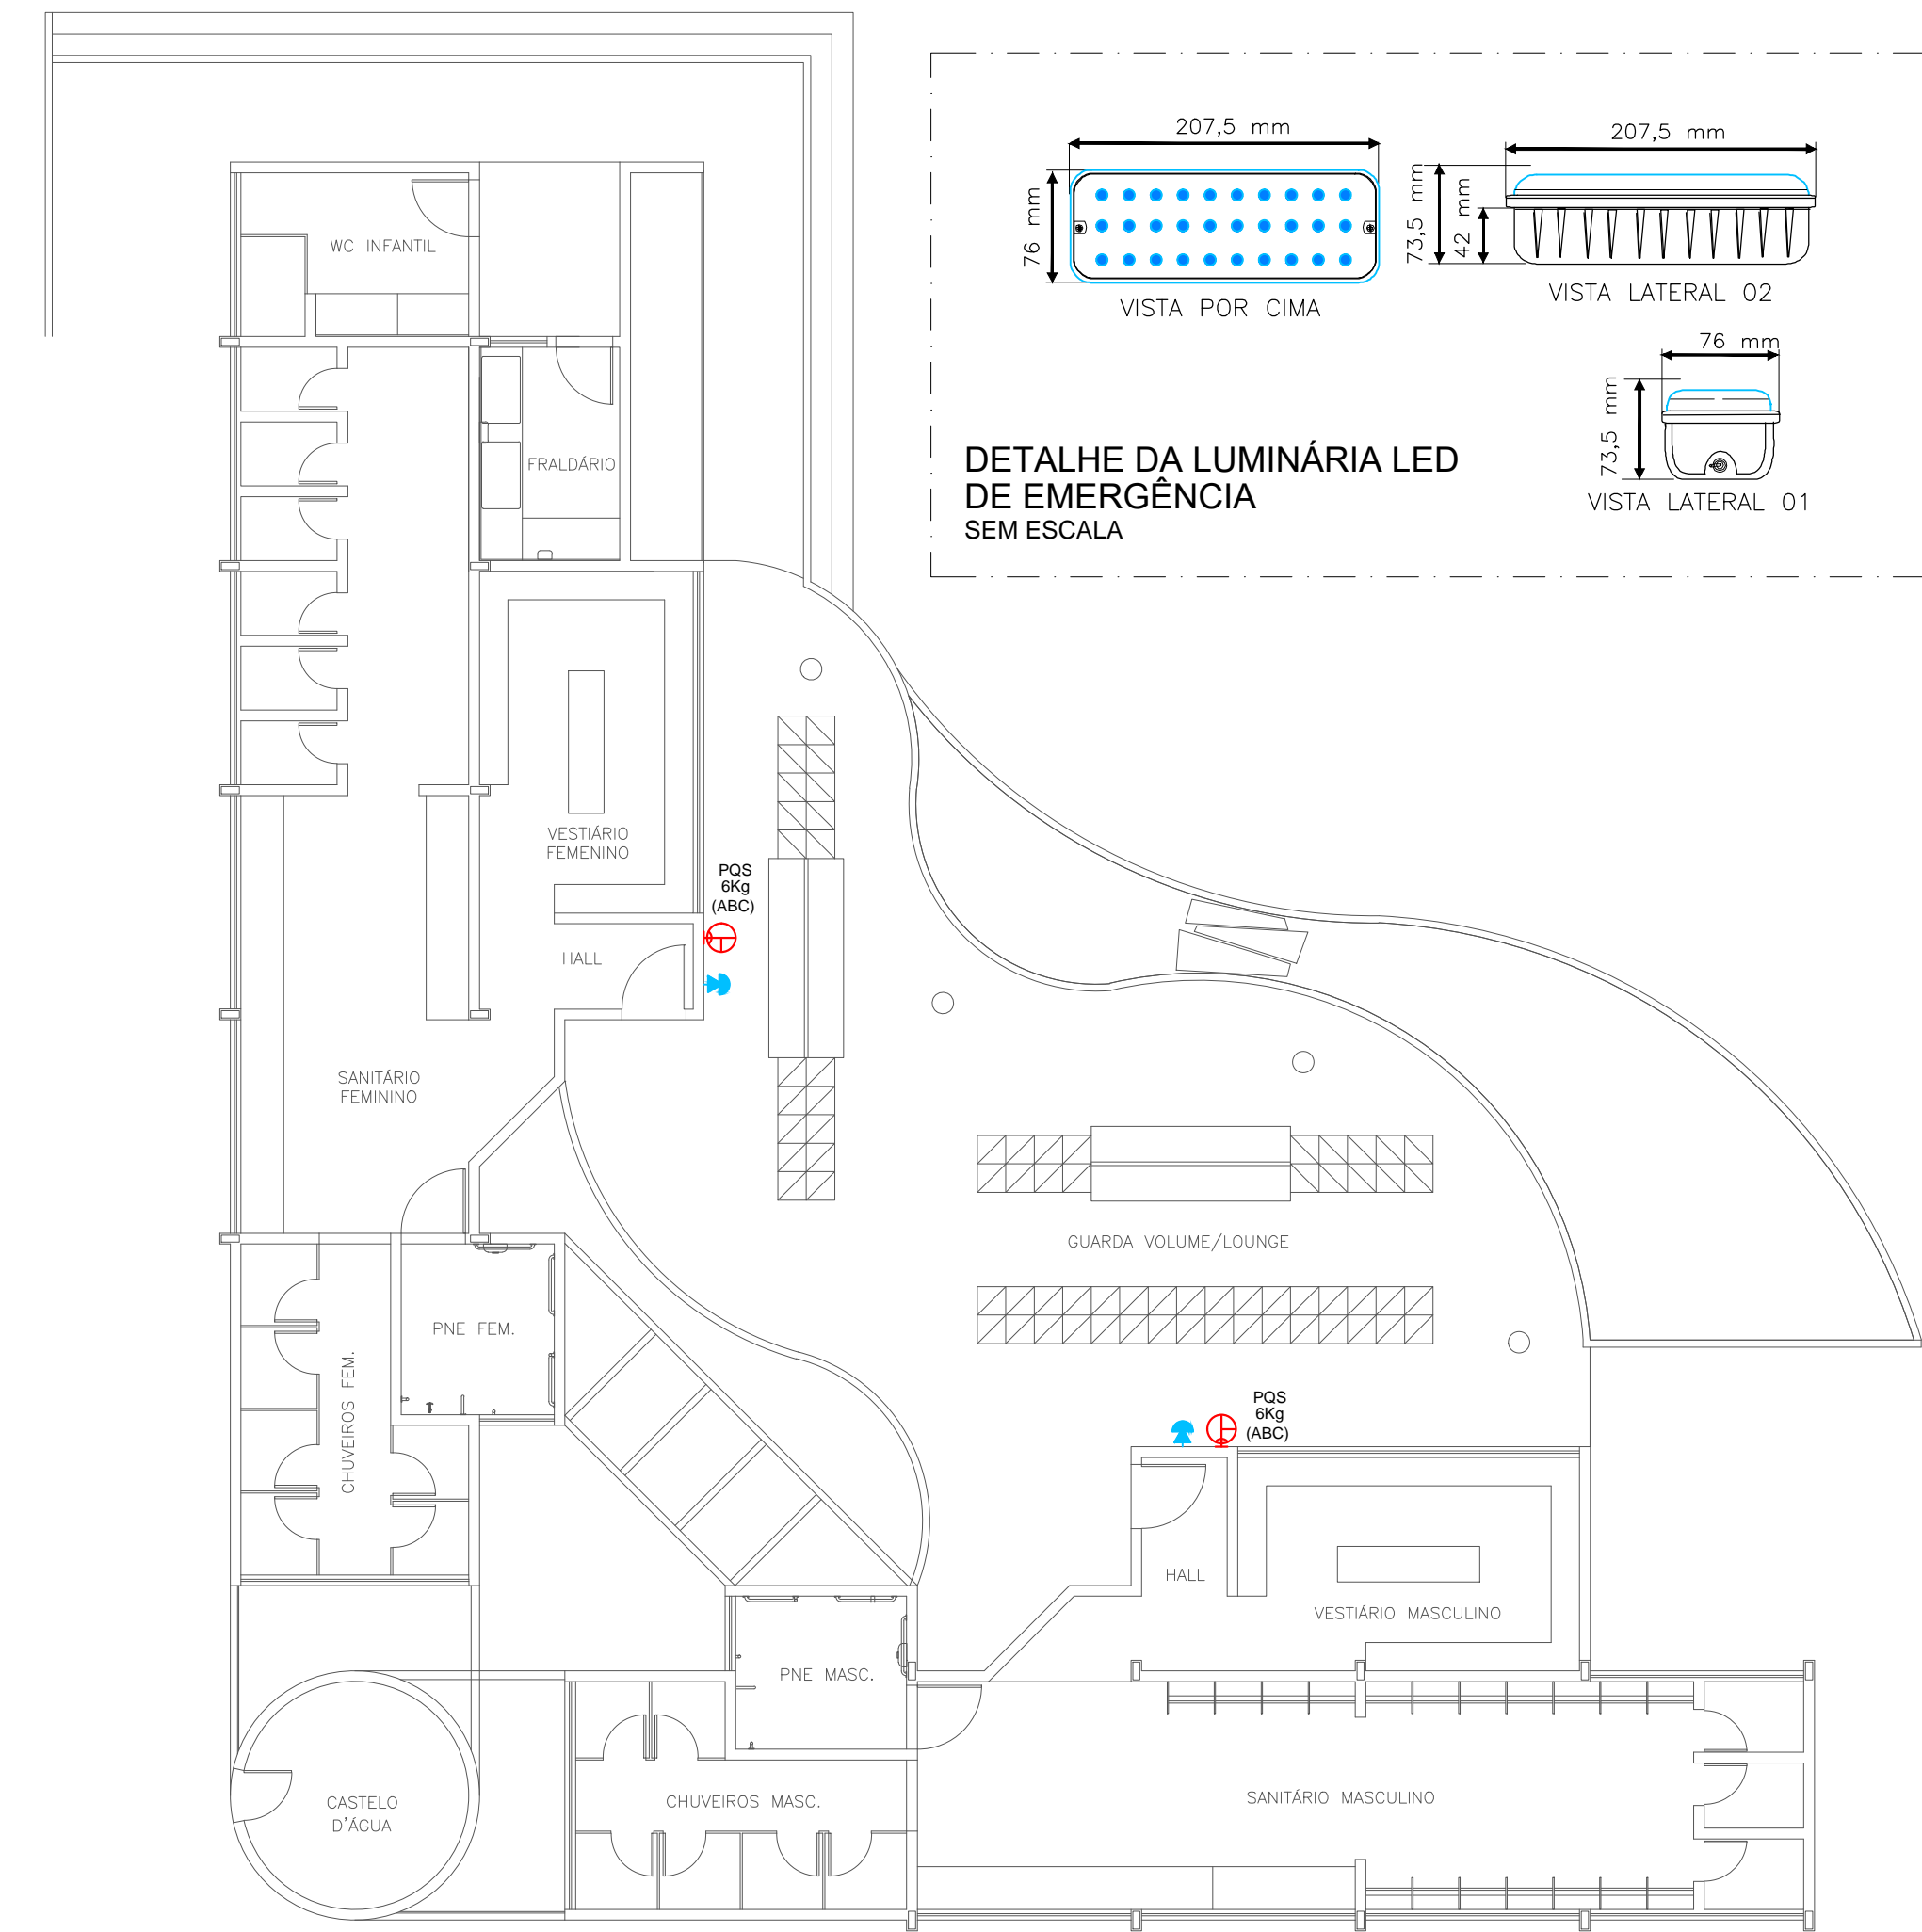 207,5 mm
76 mm
VISTA POR CIMA
207,5 mm
73,5 mm
42 mm
VISTA LATERAL 02
76 mm
73,5 mm
VISTA LATERAL 01
DETALHE DA LUMINÁRIA LED
DE EMERGÊNCIA
SEM ESCALA
WC INFANTIL
FRALDÁRIO
VESTIÁRIO
FEMENINO
PQS
6Kg
(ABC)
HALL
SANITÁRIO
FEMININO
GUARDA VOLUME/LOUNGE
PNE FEM.
CHUVEIROS FEM.
PQS
6Kg
(ABC)
HALL
VESTIÁRIO MASCULINO
PNE MASC.
CASTELO
D'ÁGUA
CHUVEIROS MASC.
SANITÁRIO MASCULINO